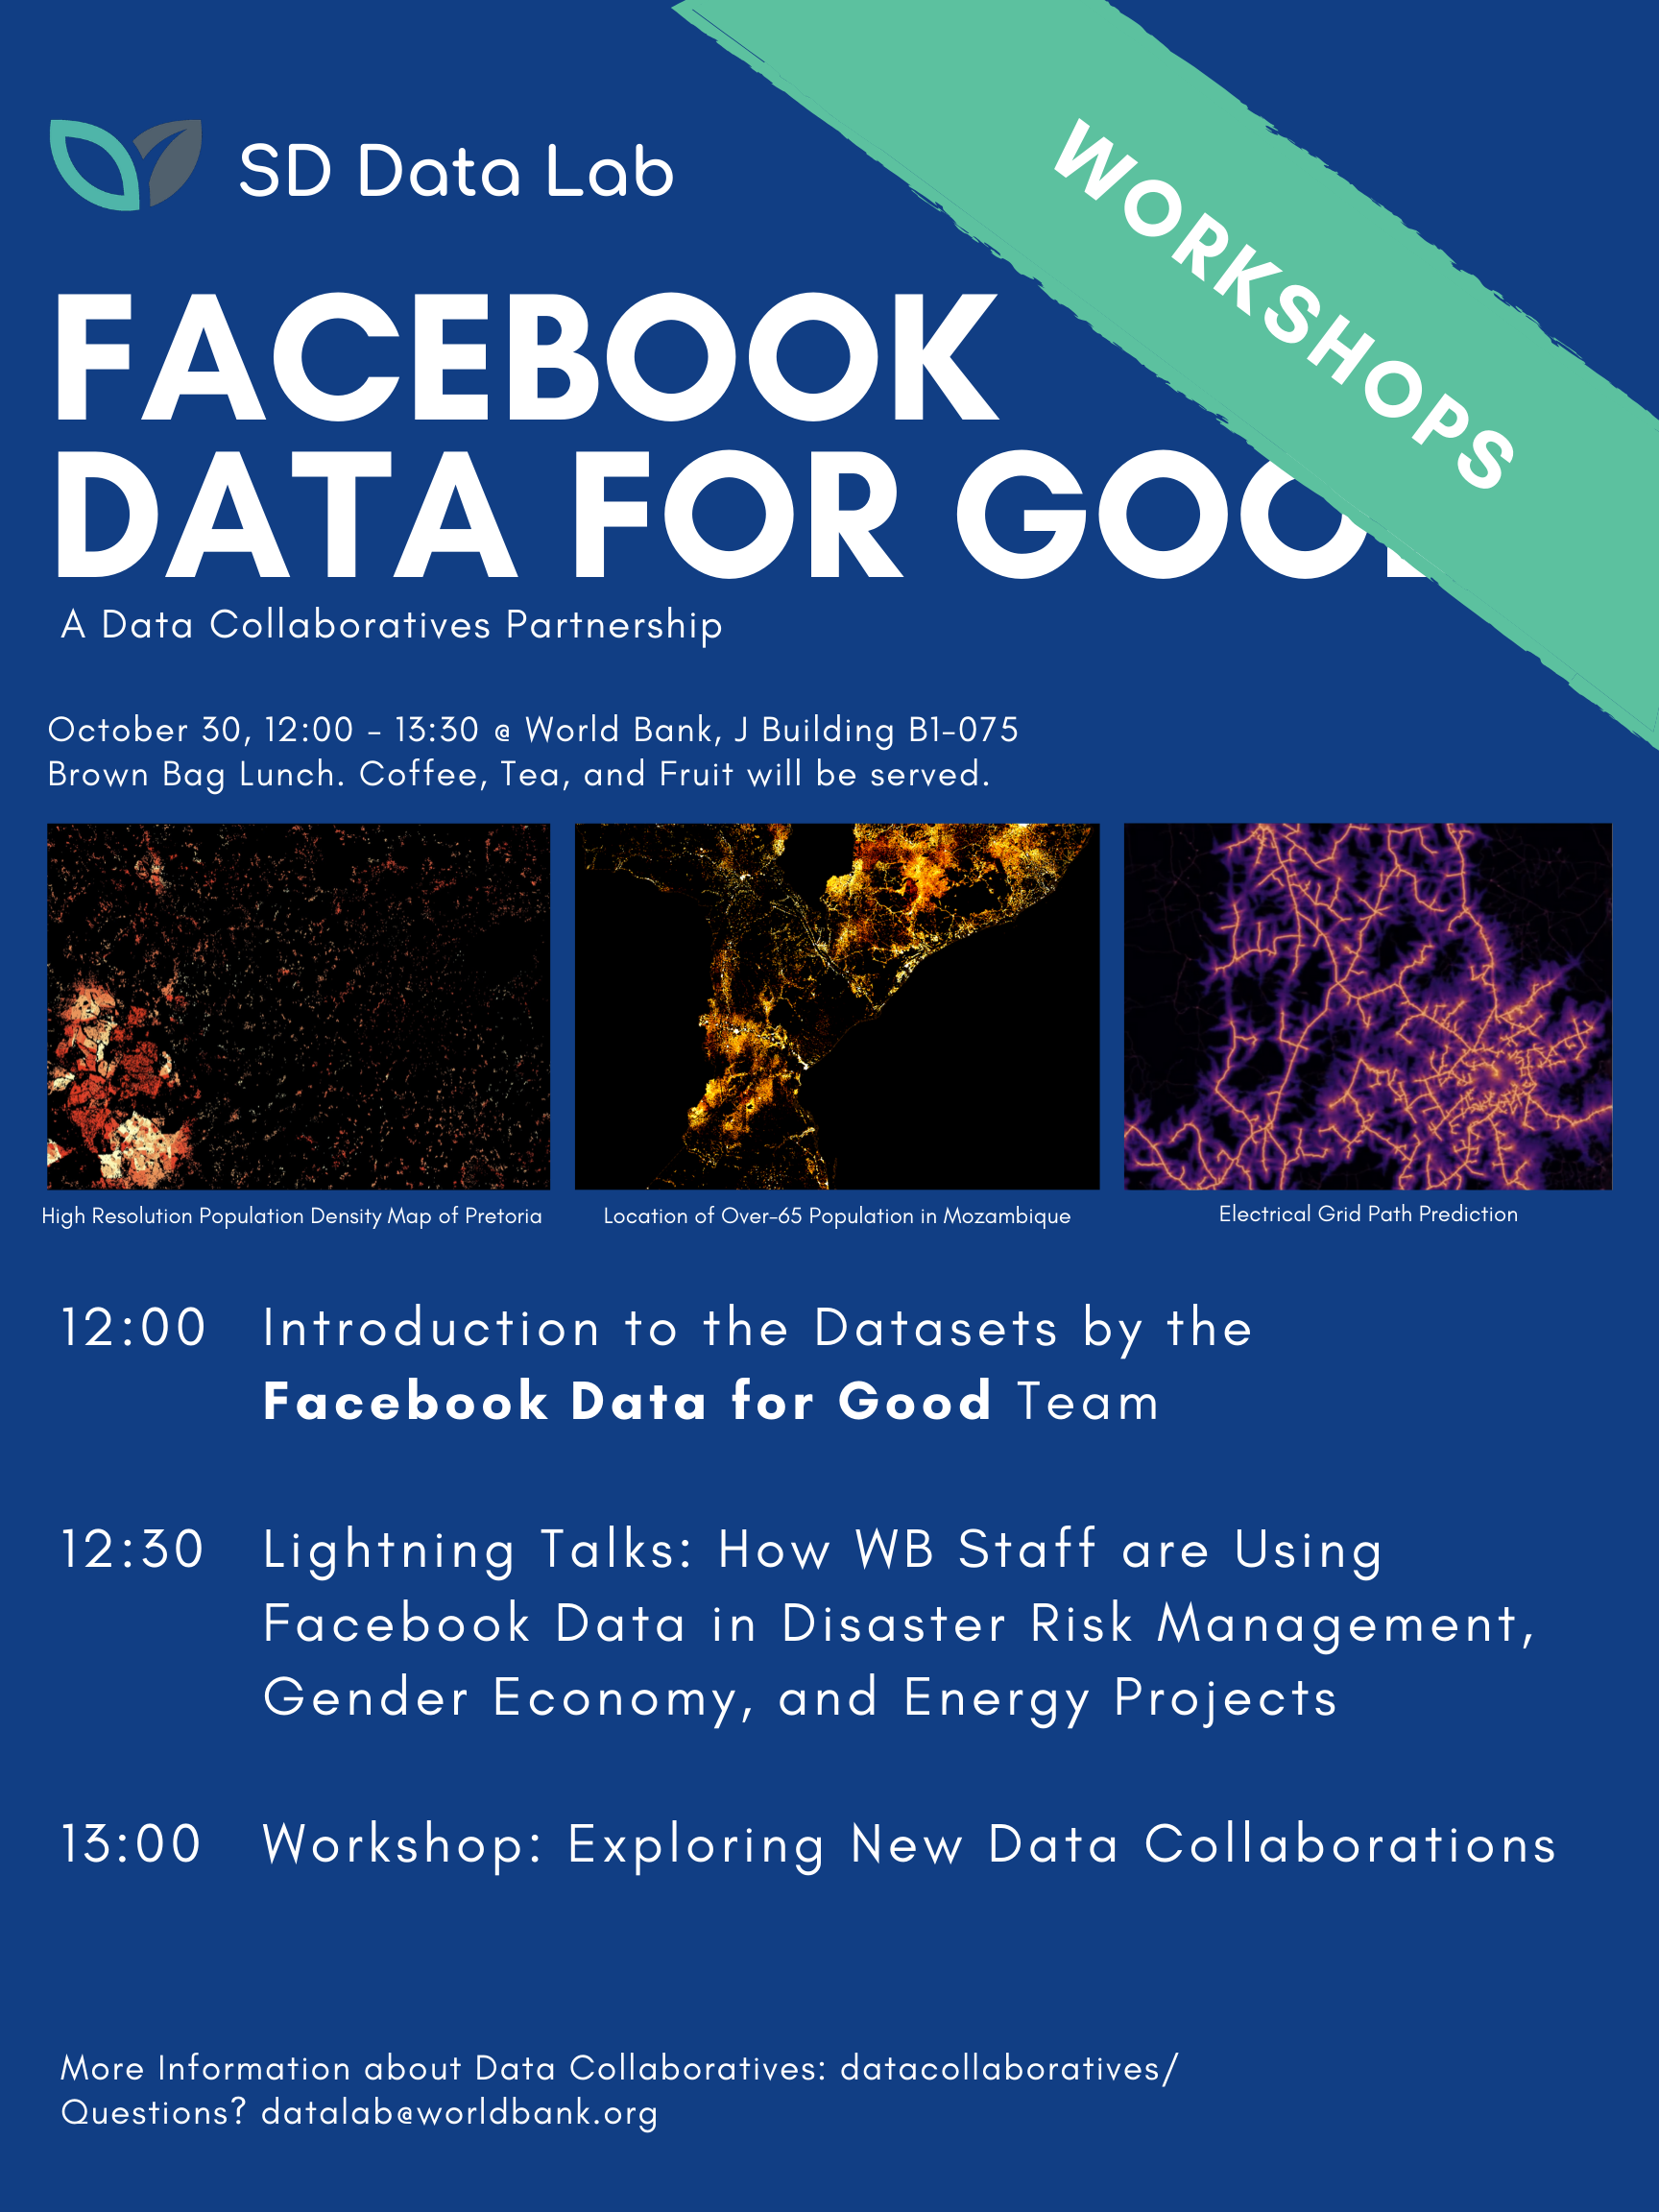 WORKSHOPS
SD Data Lab
FACEBOOK
DATA FOR GOOD
A Data Collaboratives Partnership
October 30, 12:00 - 13:30 @ World Bank, J Building B1-075
Brown Bag Lunch. Coffee, Tea, and Fruit will be served.
High Resolution Population Density Map of Pretoria
Location of Over-65 Population in Mozambique
Electrical Grid Path Prediction
12:00 Introduction to the Datasets by the
Facebook Data for Good Team
12:30 Lightning Talks: How WB Staff are Using
Facebook Data in Disaster Risk Management,
Gender Economy, and Energy Projects
13:00 Workshop: Exploring New Data Collaborations
More Information about Data Collaboratives: datacollaboratives/
Questions? datalab@worldbank.org